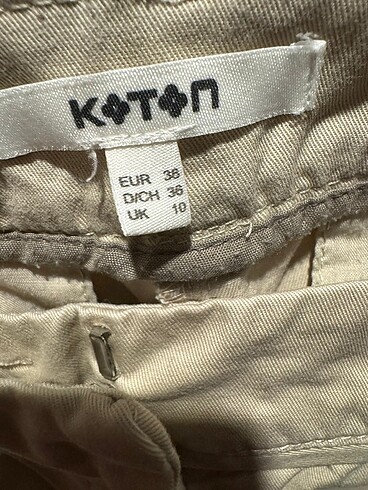 KOTON
EUR 38
D/CH 36
UK 10